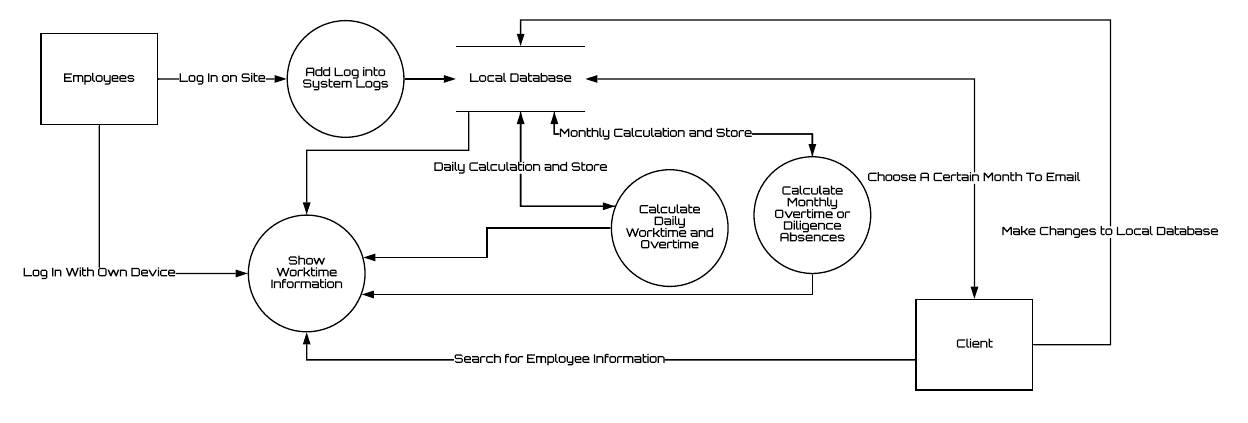 Employees
Log In on Site
Add Log into
System Logs
Local Database
Monthly Calculation and Store
Daily Calculation and Store
Choose A Certain Month To Email
Calculate
Monthly
Overtime or
Diligence
Absences
Calculate
Daily
Worktime and
Overtime
Make Changes to Local Database
Log In With Own Device
Show
Worktime
Information
Client
Search for Employee Information